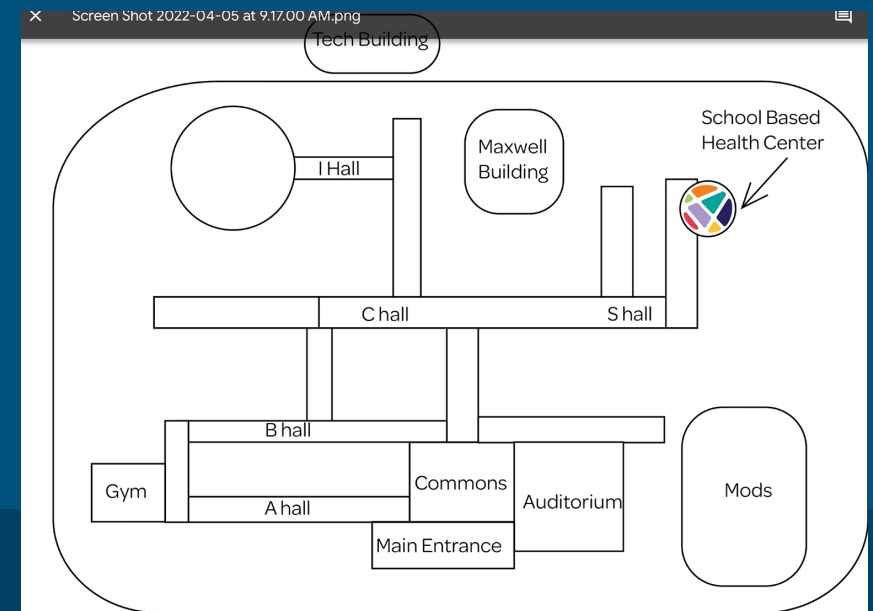 Screen Shot 2022-04-05 at 9.17.00 AM.png
Tech Building
School Based
Health Center
Maxwell
Building
I Hall
C hall
S hall
B hall
Gym
Commons
Auditorium
Mods
A hall
Main Entrance